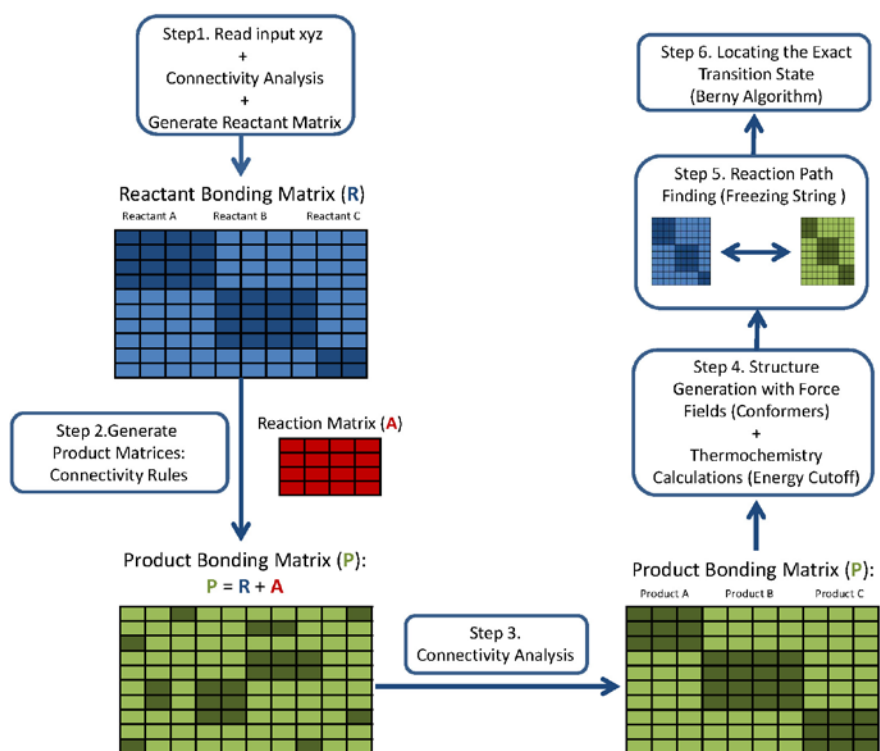 Step1. Read input xyz
+
Connectivity Analysis
+
Generate Reactant Matrix
Reactant Bonding Matrix (R)
Reactant A Reactant B Reactant C
Step 2.Generate
Product Matrices:
Connectivity Rules
Reaction Matrix (A)
Product Bonding Matrix (P):
P = R + A
Step 3.
Connectivity Analysis
Product Bonding Matrix (P):
Product A Product B Product C
Step 4. Structure
Generation with Force
Fields (Conformers)
+
Thermochemistry
Calculations (Energy Cutoff)
Step 5. Reaction Path
Finding (Freezing String )
Step 6. Locating the Exact
Transition State
(Berny Algorithm)